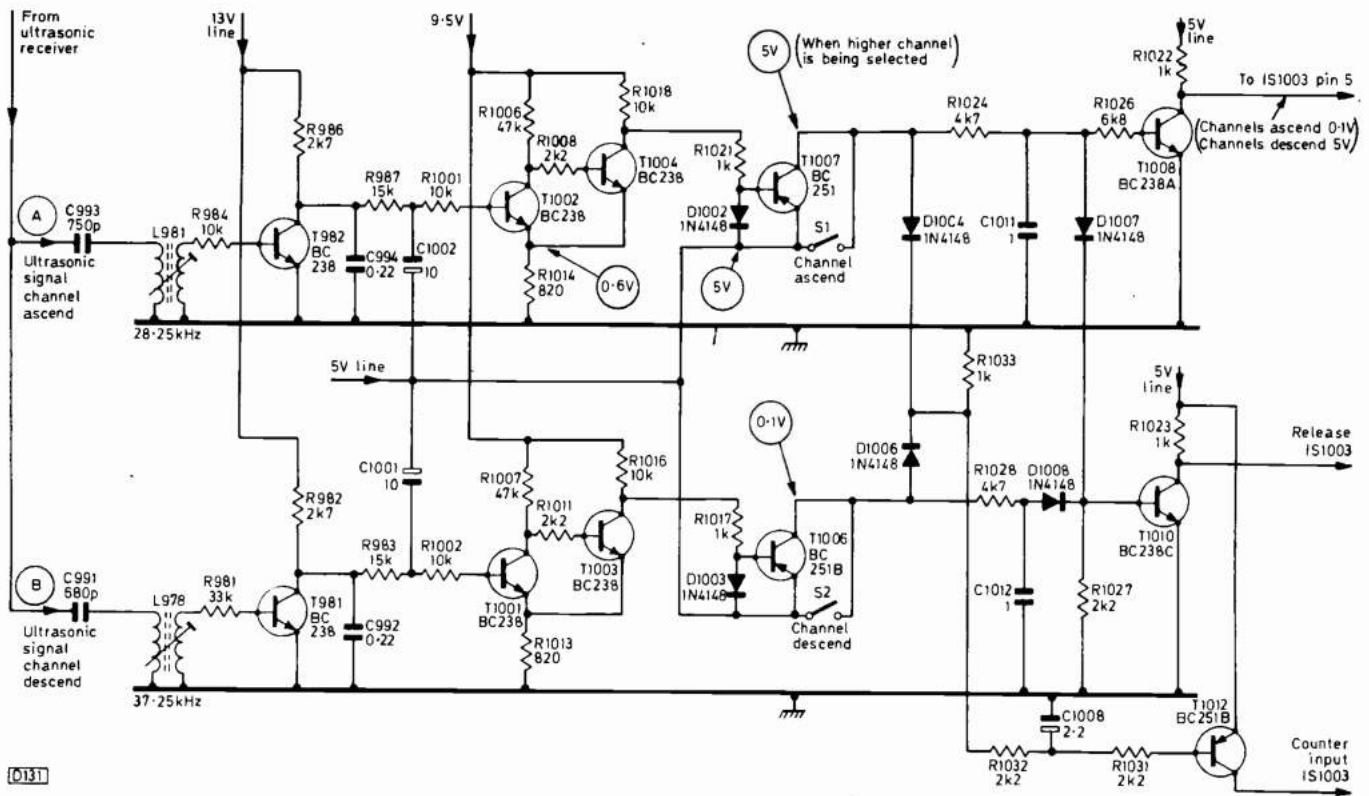 From
ultrasonic
receiver
13V
line
9·5V
5V
(When higher channel
is being selected)
5V
line
R1022
1k
To IS1003 pin 5
(Channels ascend 0·1V
Channels descend 5V)
R986
2k7
R1006
47k
R1018
10k
R1008
2k2
T1004
BC238
R1021
1k
T1007
BC
251
R1024
4k7
R1026
6k8
T1008
BC238A
A
C993
750p
Ultrasonic
signal
channel
ascend
L981
R984
10k
T982
BC
238
R987
15k
R1001
10k
C994
0·22
C1002
10
T1002
BC238
R1014
820
0·6V
D1002
1N4148
5V
S1
Channel
ascend
D10C4
1N4148
C1011
1
D1007
1N4148
28·25kHz
5V line
R1033
1k
5V
line
R1023
1k
Release
IS1003
C1001
10
R982
2k7
R1007
47k
R1016
10k
R1011
2k2
T1003
BC238
0·1V
R1017
1k
T1006
BC
251B
D1006
1N4148
R1028
4k7
D1008
1N4148
T1010
BC238C
B
C991
680p
Ultrasonic
signal
channel
descend
L978
R981
33k
T981
BC
238
R983
15k
R1002
10k
C992
0·22
T1001
BC238
R1013
820
D1003
1N4148
S2
Channel
descend
C1012
1
R1027
2k2
37·25kHz
C1008
2·2
R1032
2k2
R1031
2k2
T1012
BC251B
Counter
input
IS1003
D131